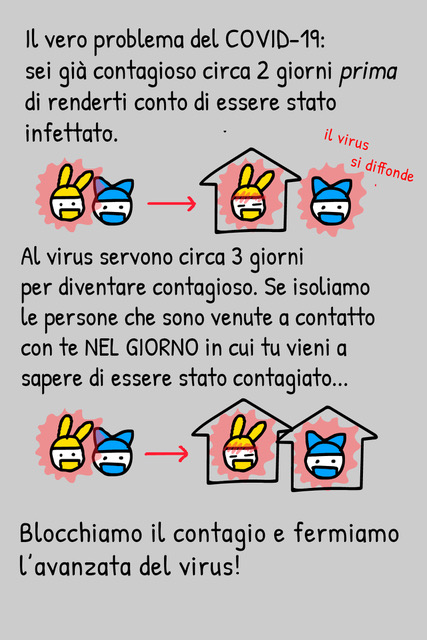 Il vero problema del COVID-19:
sei già contagioso circa 2 giorni prima
di renderti conto di essere stato
infettato.
il virus
si diffonde
Al virus servono circa 3 giorni
per diventare contagioso. Se isoliamo
le persone che sono venute a contatto
con te NEL GIORNO in cui tu vieni a
sapere di essere stato contagiato...
Blocchiamo il contagio e fermiamo
l'avanzata del virus!